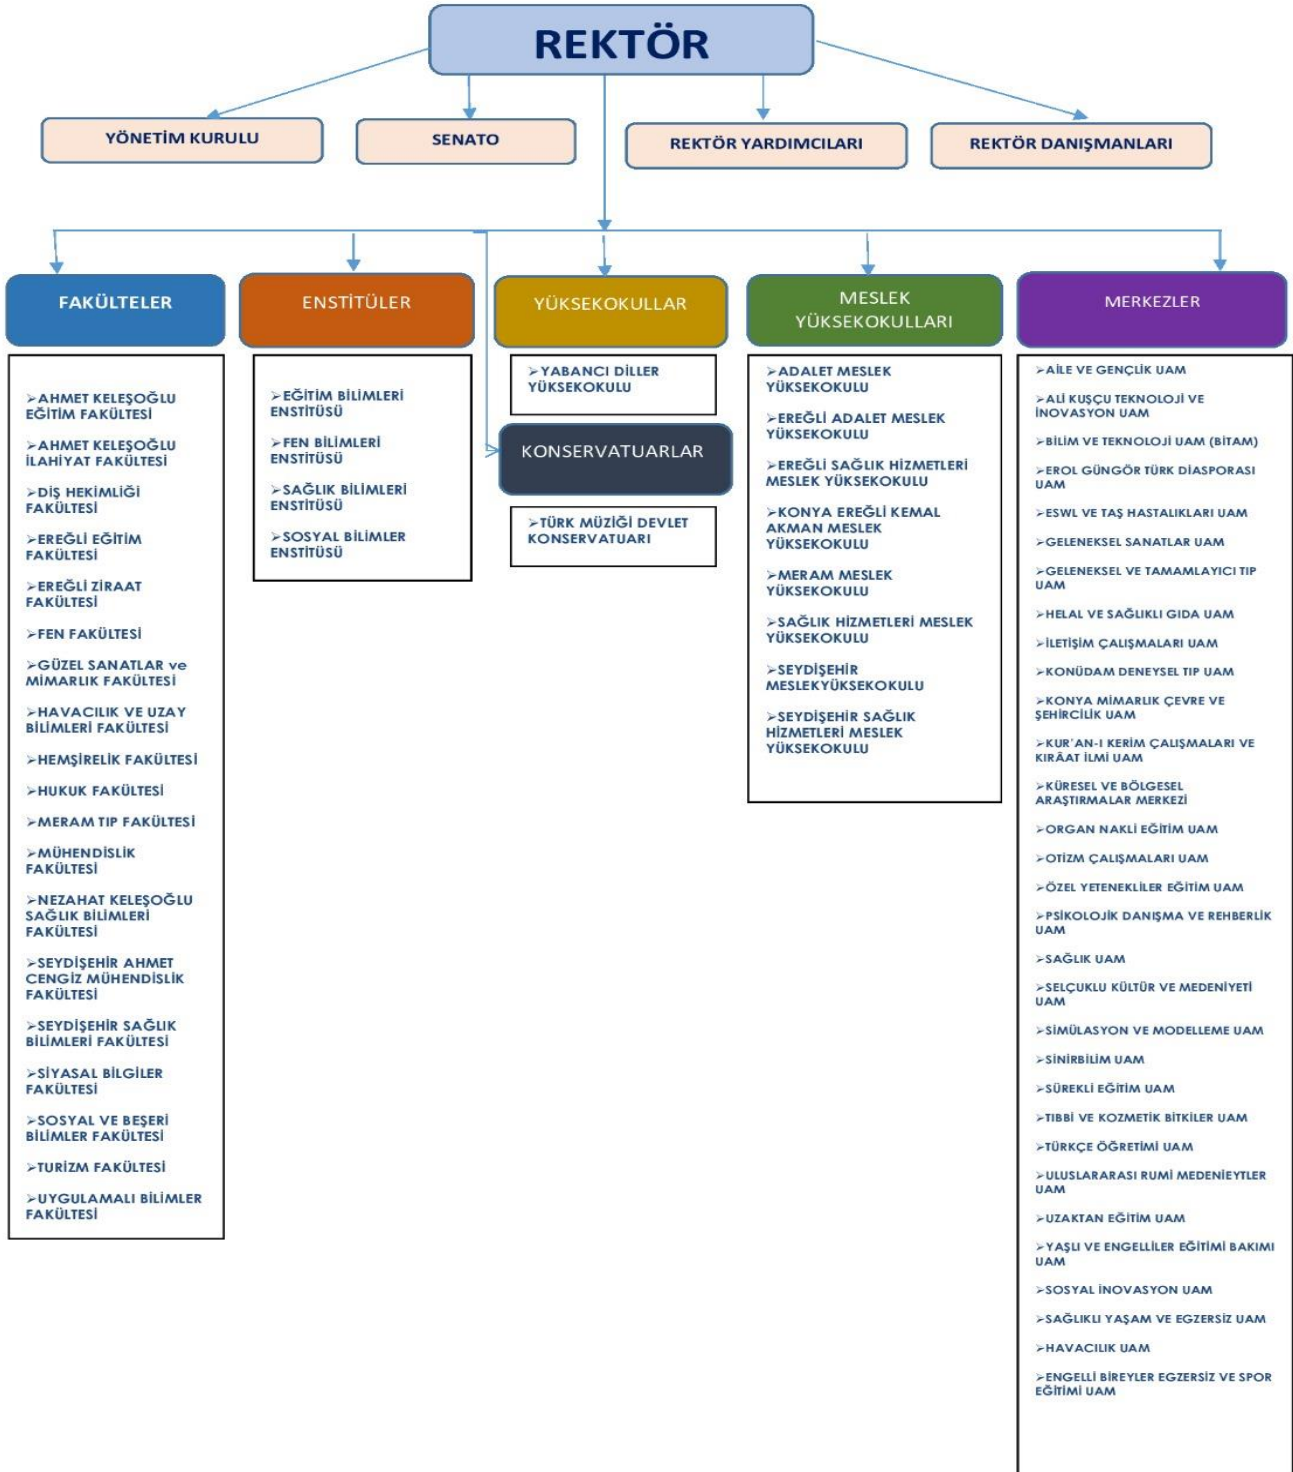 REKTÖR
YÖNETİM KURULU
SENATO
REKTÖR YARDIMCILARI
REKTÖR DANIŞMANLARI
FAKÜLTELER
➢AHMET KELEŞOĞLU
EĞİTİM FAKÜLTESİ
➢AHMET KELEŞOĞLU
İLAHİYAT FAKÜLTESİ
➢DİŞ HEKİMLİĞİ
FAKÜLTESİ
➢EREĞLİ EĞİTİM
FAKÜLTESİ
➢EREĞLİ ZİRAAT
FAKÜLTESİ
➢FEN FAKÜLTESİ
➢GÜZEL SANATLAR ve
MİMARLIK FAKÜLTESİ
➢HAVACILIK VE UZAY
BİLİMLERİ FAKÜLTESİ
➢HEMŞİRELİK FAKÜLTESİ
➢HUKUK FAKÜLTESİ
➢MERAM TIP FAKÜLTESİ
➢MÜHENDİSLİK
FAKÜLTESİ
➢NEZAHAT KELEŞOĞLU
SAĞLIK BİLİMLERİ
FAKÜLTESİ
➢SEYDİŞEHİR AHMET
CENGİZ MÜHENDİSLİK
FAKÜLTESİ
➢SEYDİŞEHİR SAĞLIK
BİLİMLERİ FAKÜLTESİ
➢SİYASAL BİLGİLER
FAKÜLTESİ
➢SOSYAL VE BEŞERİ
BİLİMLER FAKÜLTESİ
➢TURİZM FAKÜLTESİ
➢UYGULAMALI BİLİMLER
FAKÜLTESİ
ENSTİTÜLER
➢EĞİTİM BİLİMLERİ
ENSTİTÜSÜ
➢FEN BİLİMLERİ
ENSTİTÜSÜ
➢SAĞLIK BİLİMLERİ
ENSTİTÜSÜ
➢SOSYAL BİLİMLER
ENSTİTÜSÜ
YÜKSEKOKULLAR
➢YABANCI DİLLER
YÜKSEKOKULU
KONSERVATUARLAR
➢TÜRK MÜZİĞİ DEVLET
KONSERVATUARI
MESLEK
YÜKSEKOKULLARI
➢ADALET MESLEK
YÜKSEKOKULU
➢EREĞLİ ADALET MESLEK
YÜKSEKOKULU
➢EREĞLİ SAĞLIK HİZMETLERİ
MESLEK YÜKSEKOKULU
➢KONYA EREĞLİ KEMAL
AKMAN MESLEK
YÜKSEKOKULU
➢MERAM MESLEK
YÜKSEKOKULU
➢SAĞLIK HİZMETLERİ MESLEK
YÜKSEKOKULU
➢SEYDİŞEHİR
MESLEKYÜKSEKOKULU
➢SEYDİŞEHİR SAĞLIK
HİZMETLERİ MESLEK
YÜKSEKOKULU
MERKEZLER
➢AİLE VE GENÇLİK UAM
➢ALİ KUŞÇU TEKNOLOJİ VE
İNOVASYON UAM
➢BİLİM VE TEKNOLOJİ UAM (BİTAM)
➢EROL GÜNGÖR TÜRK DİASPORASI
UAM
➢ESWL VE TAŞ HASTALIKLARI UAM
➢GELENEKSEL SANATLAR UAM
➢GELENEKSEL VE TAMAMLAYICI TIP
UAM
➢HELAL VE SAĞLIKLI GIDA UAM
➢İLETİŞİM ÇALIŞMALARI UAM
➢KONÜDAM DENEYSEL TIP UAM
➢KONYA MİMARLIK ÇEVRE VE
ŞEHİRCİLİK UAM
➢KUR'AN-I KERİM ÇALIŞMALARI VE
KIRÂAT İLMİ UAM
➢KÜRESEL VE BÖLGESEL
ARAŞTIRMALAR MERKEZİ
➢ORGAN NAKLİ EĞİTİM UAM
➢OTİZM ÇALIŞMALARI UAM
➢ÖZEL YETENEKLİLER EĞİTİM UAM
➢PSİKOLOJİK DANIŞMA VE REHBERLİK
UAM
➢SAĞLIK UAM
➢SELÇUKLU KÜLTÜR VE MEDENİYETİ
UAM
➢SİMÜLASYON VE MODELLEME UAM
➢SİNİRBİLİM UAM
➢SÜREKLİ EĞİTİM UAM
➢TIBBİ VE KOZMETİK BİTKİLER UAM
➢TÜRKÇE ÖĞRETİMİ UAM
➢ULUSLARARASI RUMİ MEDENİEYTLER
UAM
➢UZAKTAN EĞİTİM UAM
➢YAŞLI VE ENGELLİLER EĞİTİMİ BAKIMI
UAM
➢SOSYAL İNOVASYON UAM
➢SAĞLIKLI YAŞAM VE EGZERSİZ UAM
➢HAVACILIK UAM
➢ENGELLİ BİREYLER EGZERSİZ VE SPOR
EĞİTİMİ UAM